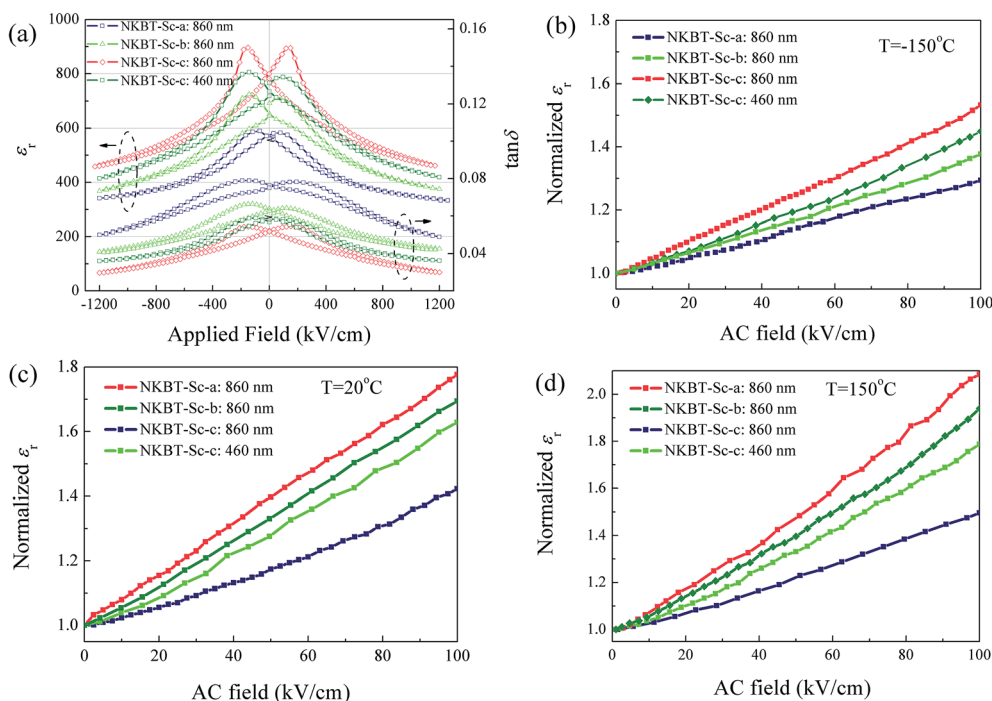 (a)
NKBT-Sc-a: 860 nm
NKBT-Sc-b: 860 nm
NKBT-Sc-c: 860 nm
NKBT-Sc-c: 460 nm
1000
800
600
400
200
0
εr
0.16
0.12
0.08
0.04
tanδ
-1200 -800 -400 0 400 800 1200
Applied Field (kV/cm)
(b)
NKBT-Sc-a: 860 nm
NKBT-Sc-b: 860 nm
NKBT-Sc-c: 860 nm
NKBT-Sc-c: 460 nm
T=-150°C
1.8
1.6
1.4
1.2
1.0
Normalized εr
0 20 40 60 80 100
AC field (kV/cm)
(c)
NKBT-Sc-a: 860 nm
NKBT-Sc-b: 860 nm
NKBT-Sc-c: 860 nm
NKBT-Sc-c: 460 nm
T=20°C
1.8
1.6
1.4
1.2
1.0
Normalized εr
0 20 40 60 80 100
AC field (kV/cm)
(d)
NKBT-Sc-a: 860 nm
NKBT-Sc-b: 860 nm
NKBT-Sc-c: 860 nm
NKBT-Sc-c: 460 nm
T=150°C
2.0
1.8
1.6
1.4
1.2
1.0
Normalized εr
0 20 40 60 80 100
AC field (kV/cm)